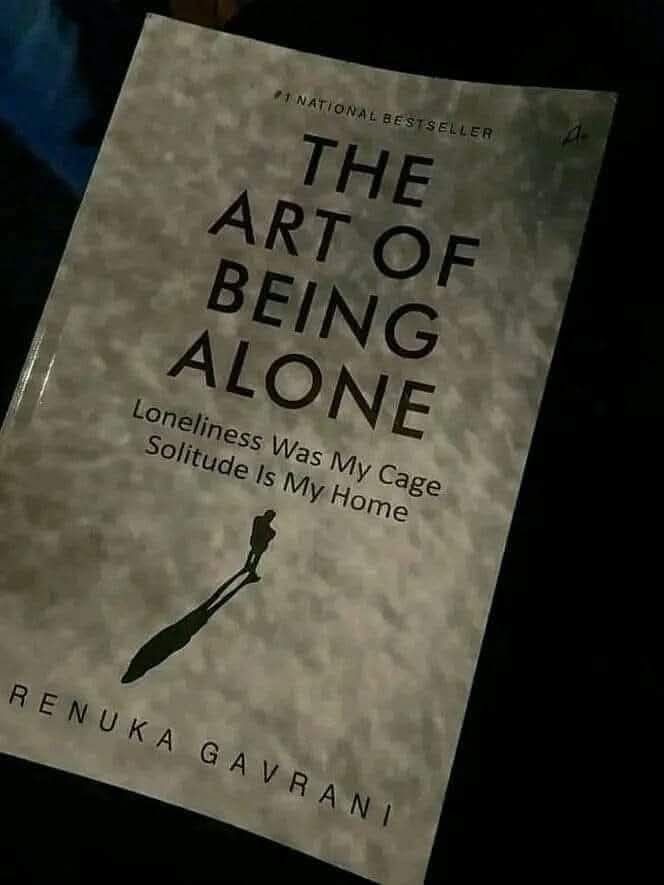 #1 NATIONAL BESTSELLER
THE
ART OF
BEING
ALONE
Loneliness Was My Cage
Solitude Is My Home
RENUKA GAVRANI